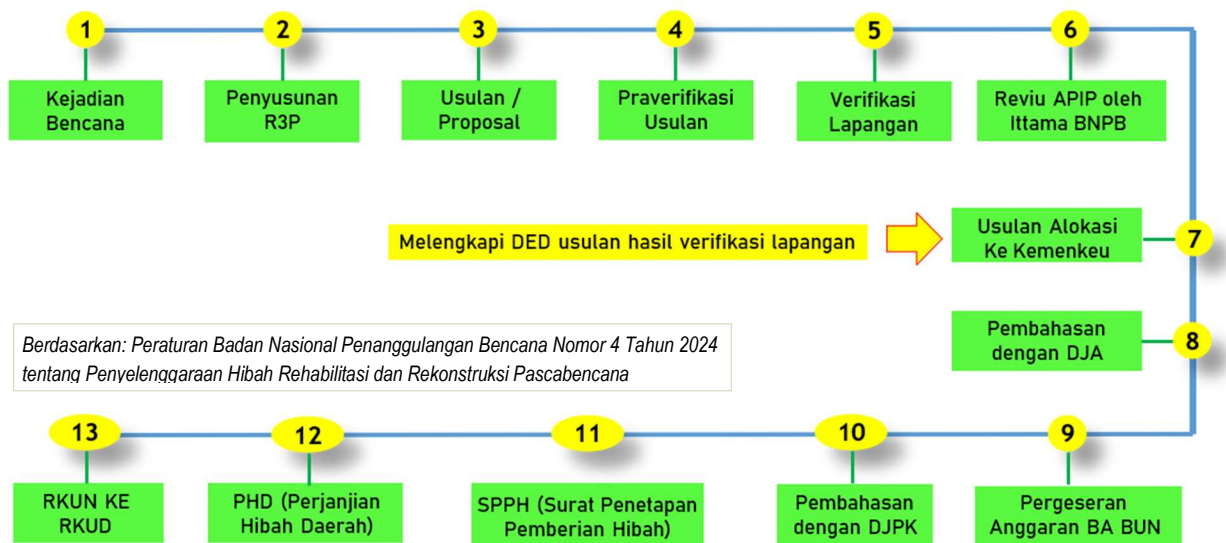 1
Kejadian
Bencana
2
Penyusunan
R3P
3
Usulan /
Proposal
4
Praverifikasi
Usulan
5
Verifikasi
Lapangan
6
Reviu APIP oleh
Ittama BNPB
Melengkapi DED usulan hasil verifikasi lapangan
Usulan Alokasi
Ke Kemenkeu
7
Berdasarkan: Peraturan Badan Nasional Penanggulangan Bencana Nomor 4 Tahun 2024
tentang Penyelenggaraan Hibah Rehabilitasi dan Rekonstruksi Pascabencana
Pembahasan
dengan DJA
8
13
RKUN KE
RKUD
12
PHD (Perjanjian
Hibah Daerah)
11
SPPH (Surat Penetapan
Pemberian Hibah)
10
Pembahasan
dengan DJPK
9
Pergeseran
Anggaran BA BUN